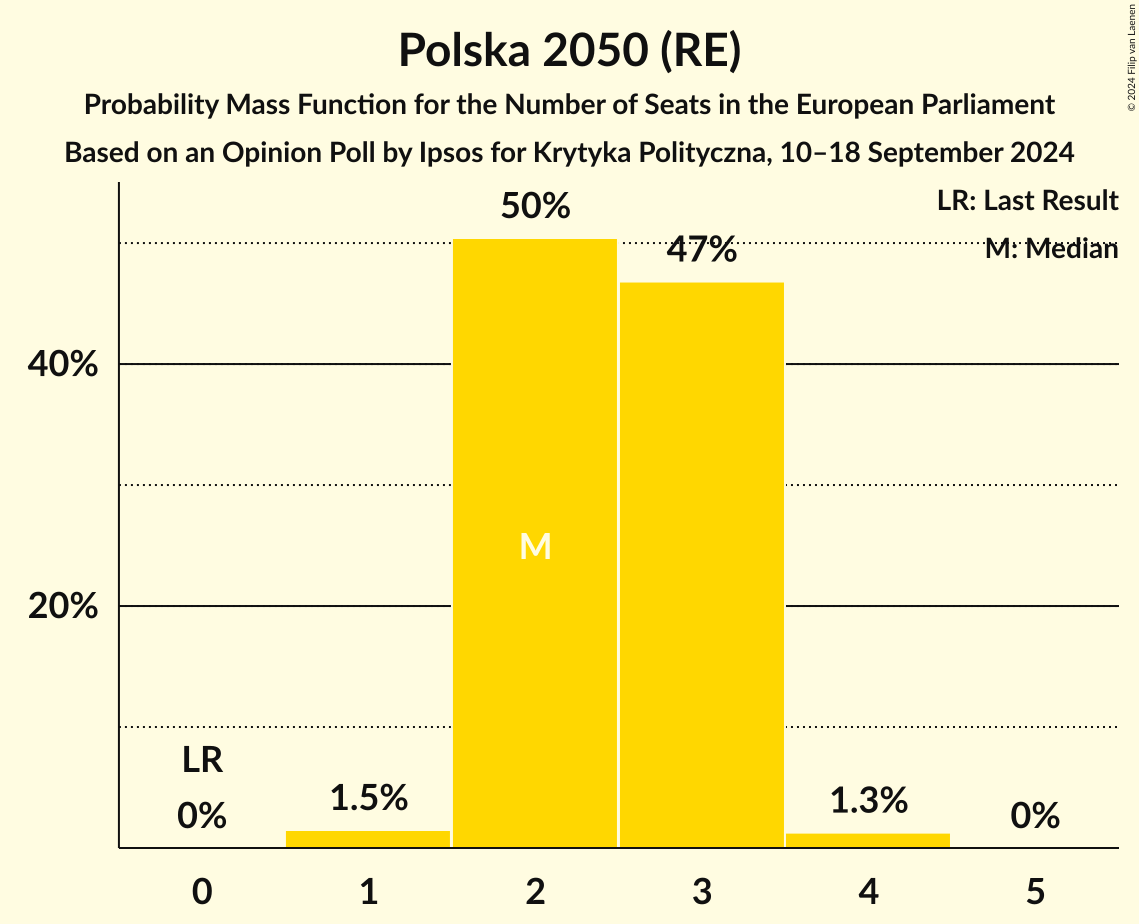 Polska 2050 (RE)
Probability Mass Function for the Number of Seats in the European Parliament
Based on an Opinion Poll by Ipsos for Krytyka Polityczna, 10–18 September 2024
© 2024 Filip van Laenen
LR: Last Result
M: Median
50%
47%
40%
M
20%
LR
0%
1.5%
1.3%
0%
0 1 2 3 4 5